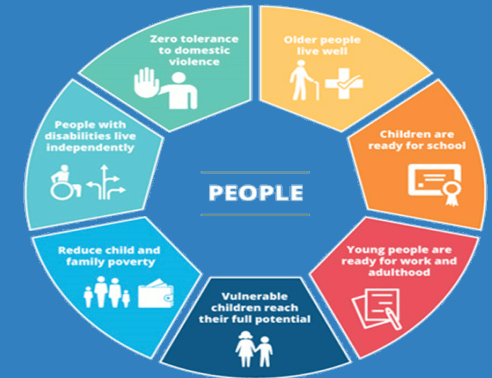 Zero tolerance
to domestic
violence
Older people
live well
Children are
ready for school
Young people are
ready for work and
adulthood
Vulnerable
children reach
their full potential
Reduce child and
family poverty
People with
disabilities live
independently
PEOPLE